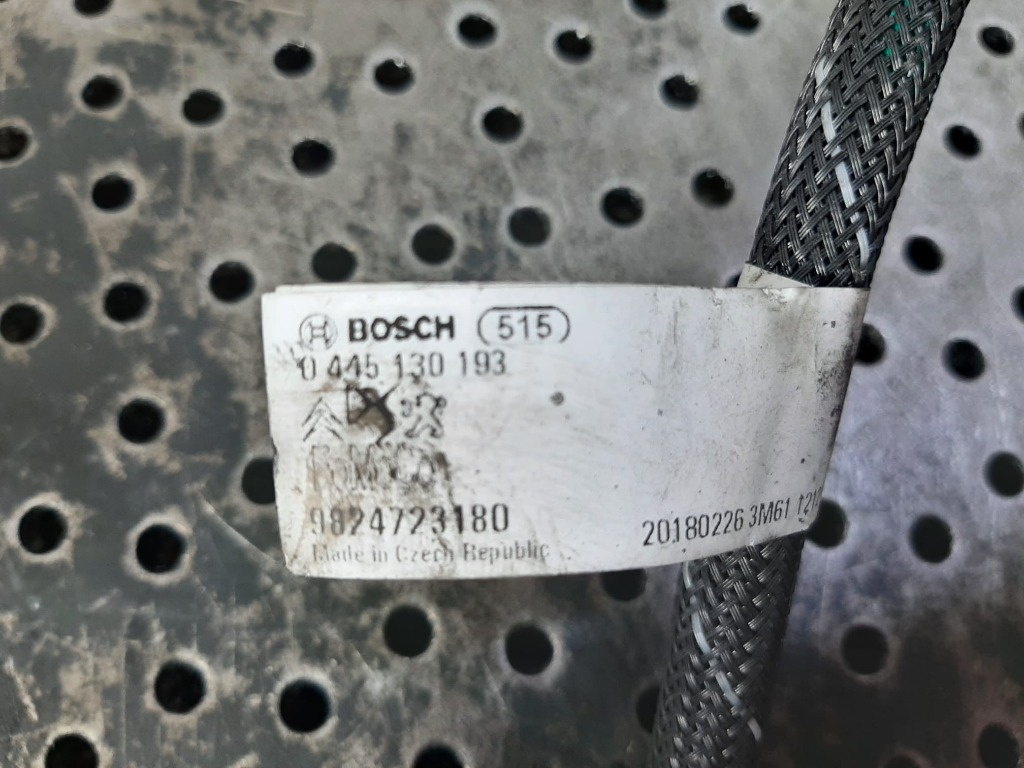 BOSCH 515
0 445 130 193
9824723180
Made in Czech Republic
20180226 3M61